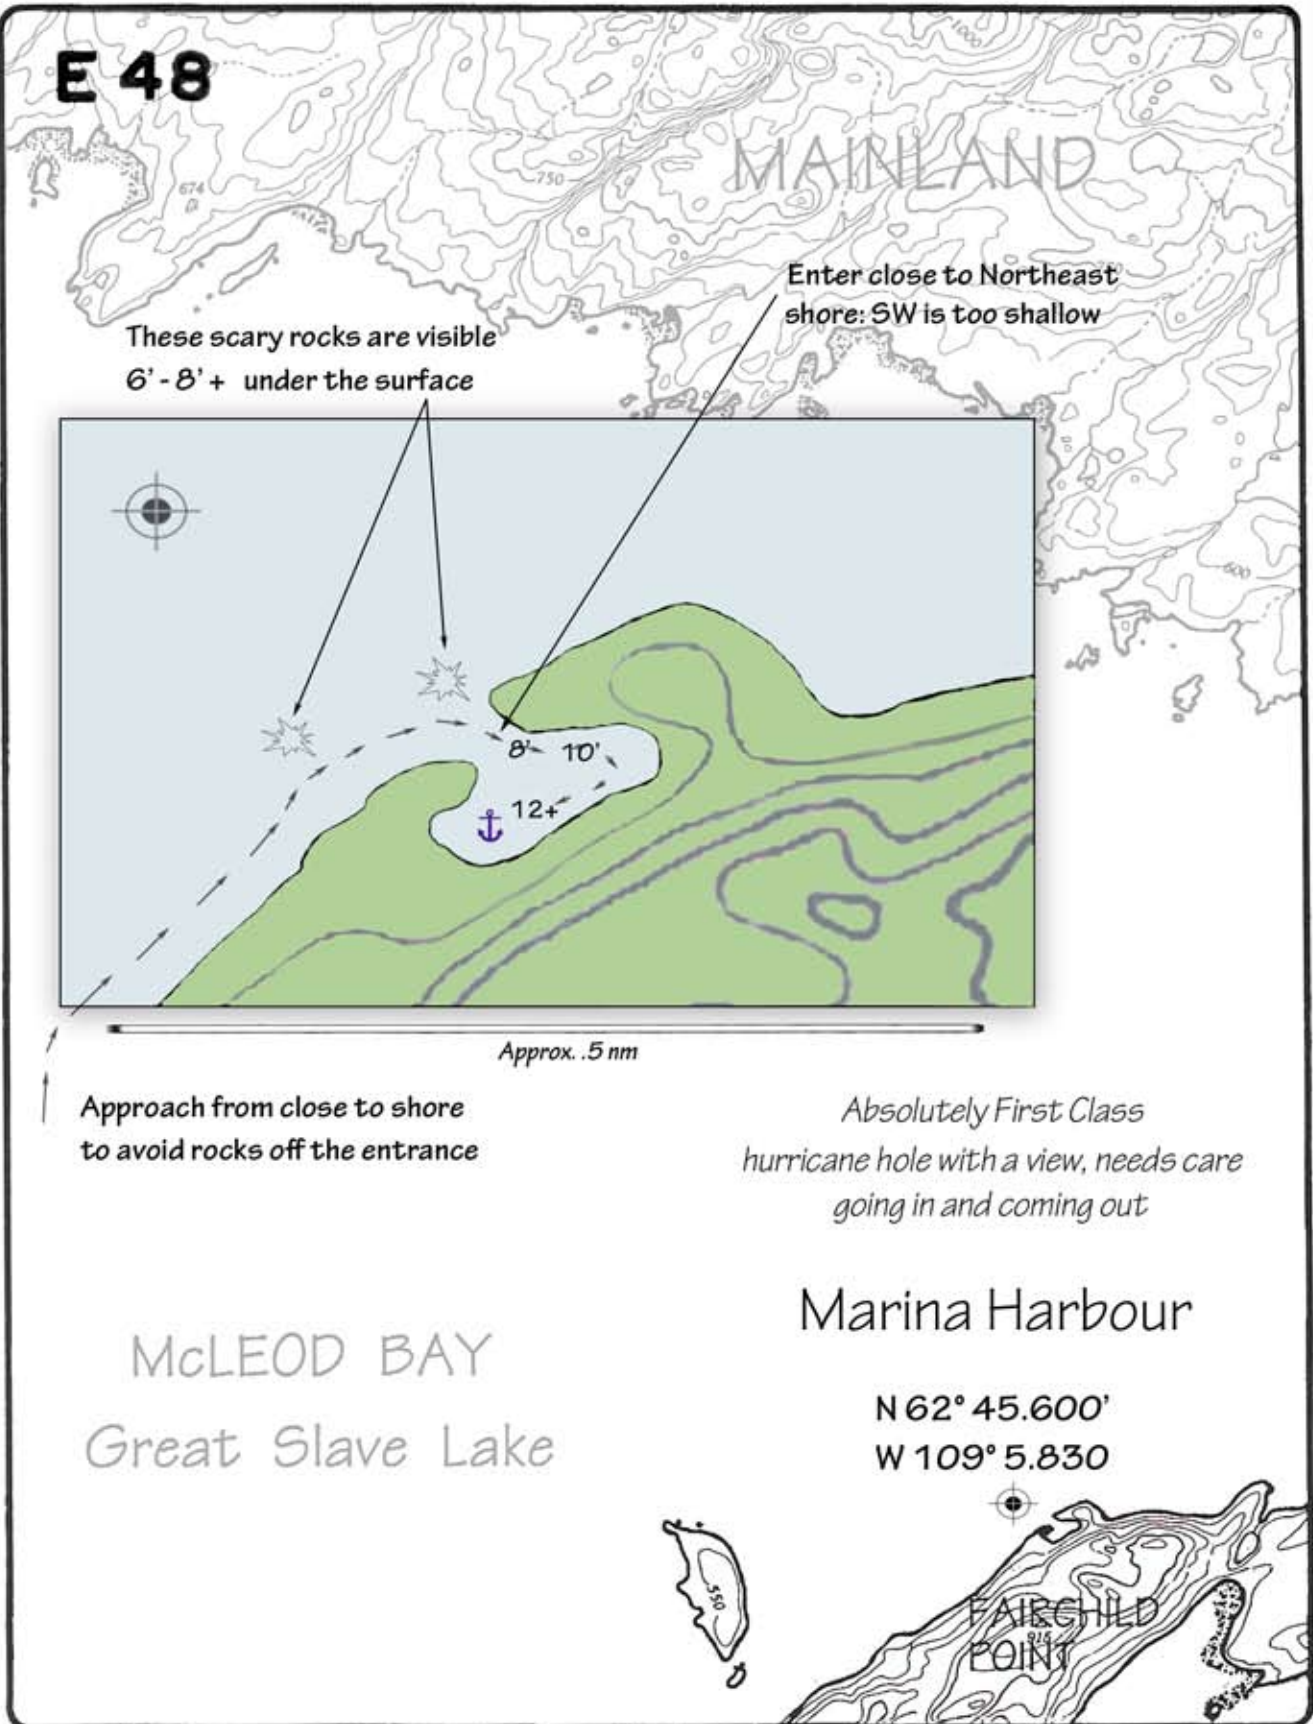 E 48
1000
MAINLAND
674
750
Enter close to Northeast
shore: SW is too shallow
These scary rocks are visible
6' - 8' + under the surface
600
8' 10'
12+
Approx. .5 nm
Approach from close to shore
to avoid rocks off the entrance
Absolutely First Class
hurricane hole with a view, needs care
going in and coming out
Marina Harbour
McLEOD BAY
Great Slave Lake
N 62° 45.600'
W 109° 5.830
550
FAIRCHILD
POINT